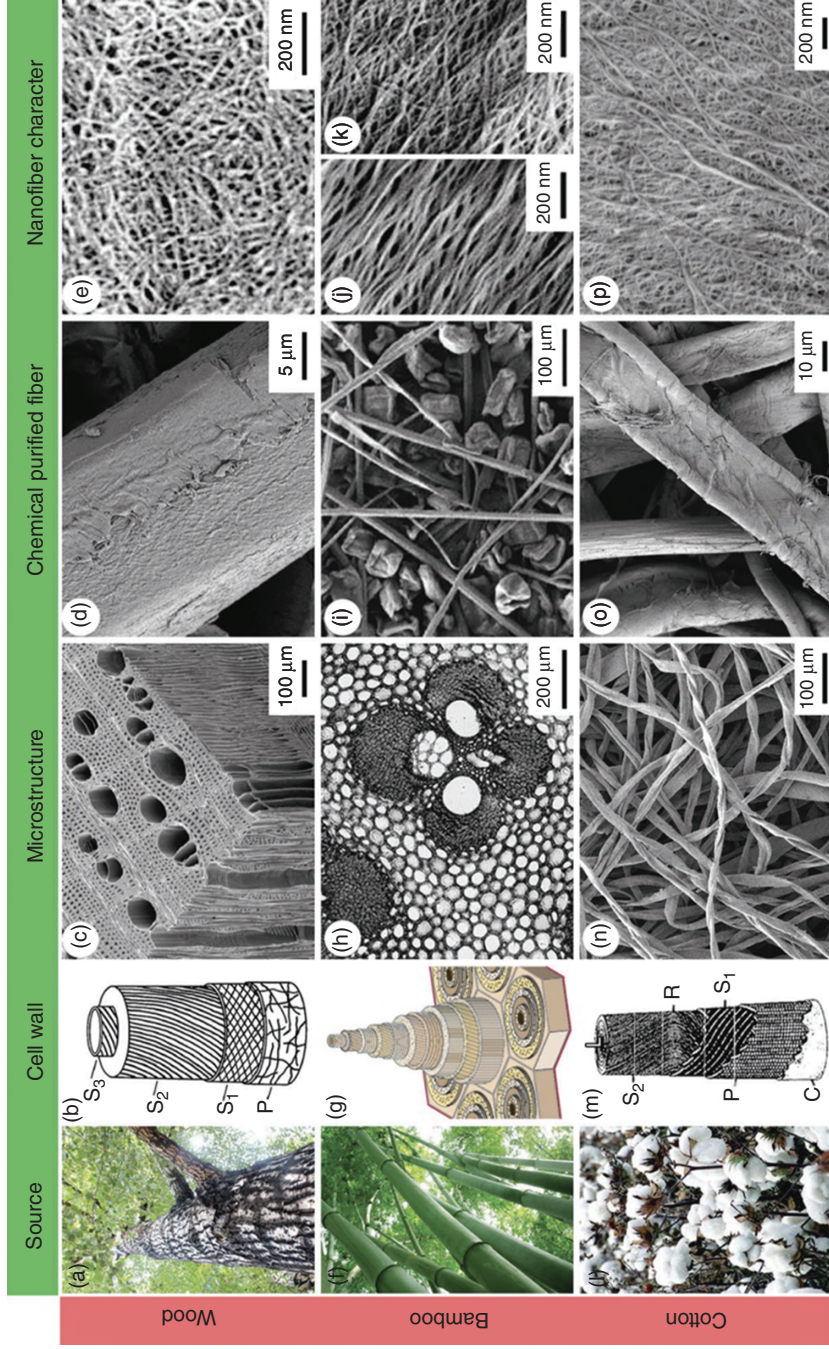 Source
Cell wall
Microstructure
Chemical purified fiber
Nanofiber character
Wood
(a)
(b)
S3
S2
S1
P
(c)
100 μm
(d)
5 μm
(e)
200 nm
Bamboo
(f)
(g)
(h)
200 μm
(i)
100 μm
(j)
200 nm
(k)
200 nm
Cotton
(l)
(m)
S2
R
P
S1
C
(n)
100 μm
(o)
10 μm
(p)
200 nm